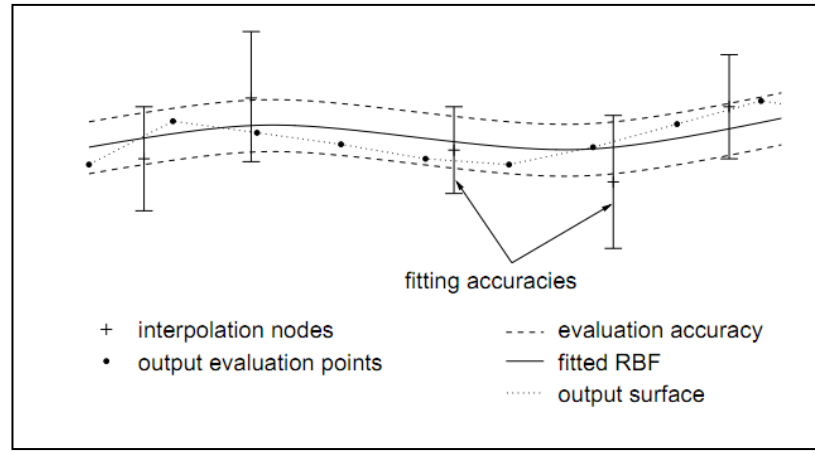 fitting accuracies
interpolation nodes
output evaluation points
evaluation accuracy
fitted RBF
output surface